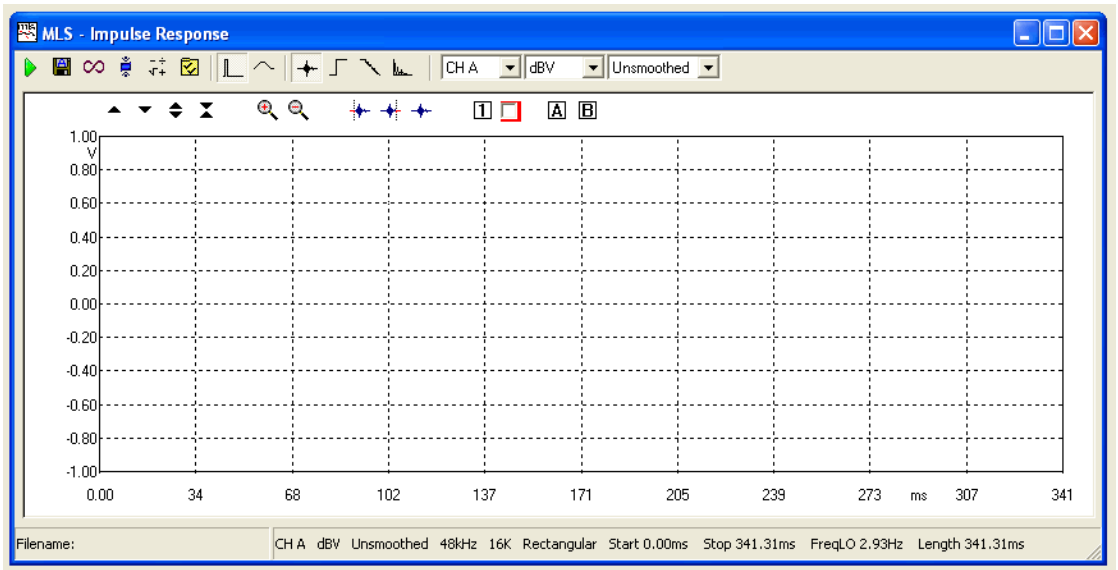 MLS - Impulse Response
CH A dBV Unsmoothed
1 A B
1.00
V
0.80
0.60
0.40
0.20
0.00
-0.20
-0.40
-0.60
-0.80
-1.00
0.00 34 68 102 137 171 205 239 273 ms 307 341
Filename: CH A dBV Unsmoothed 48kHz 16K Rectangular Start 0.00ms Stop 341.31ms FreqLO 2.93Hz Length 341.31ms